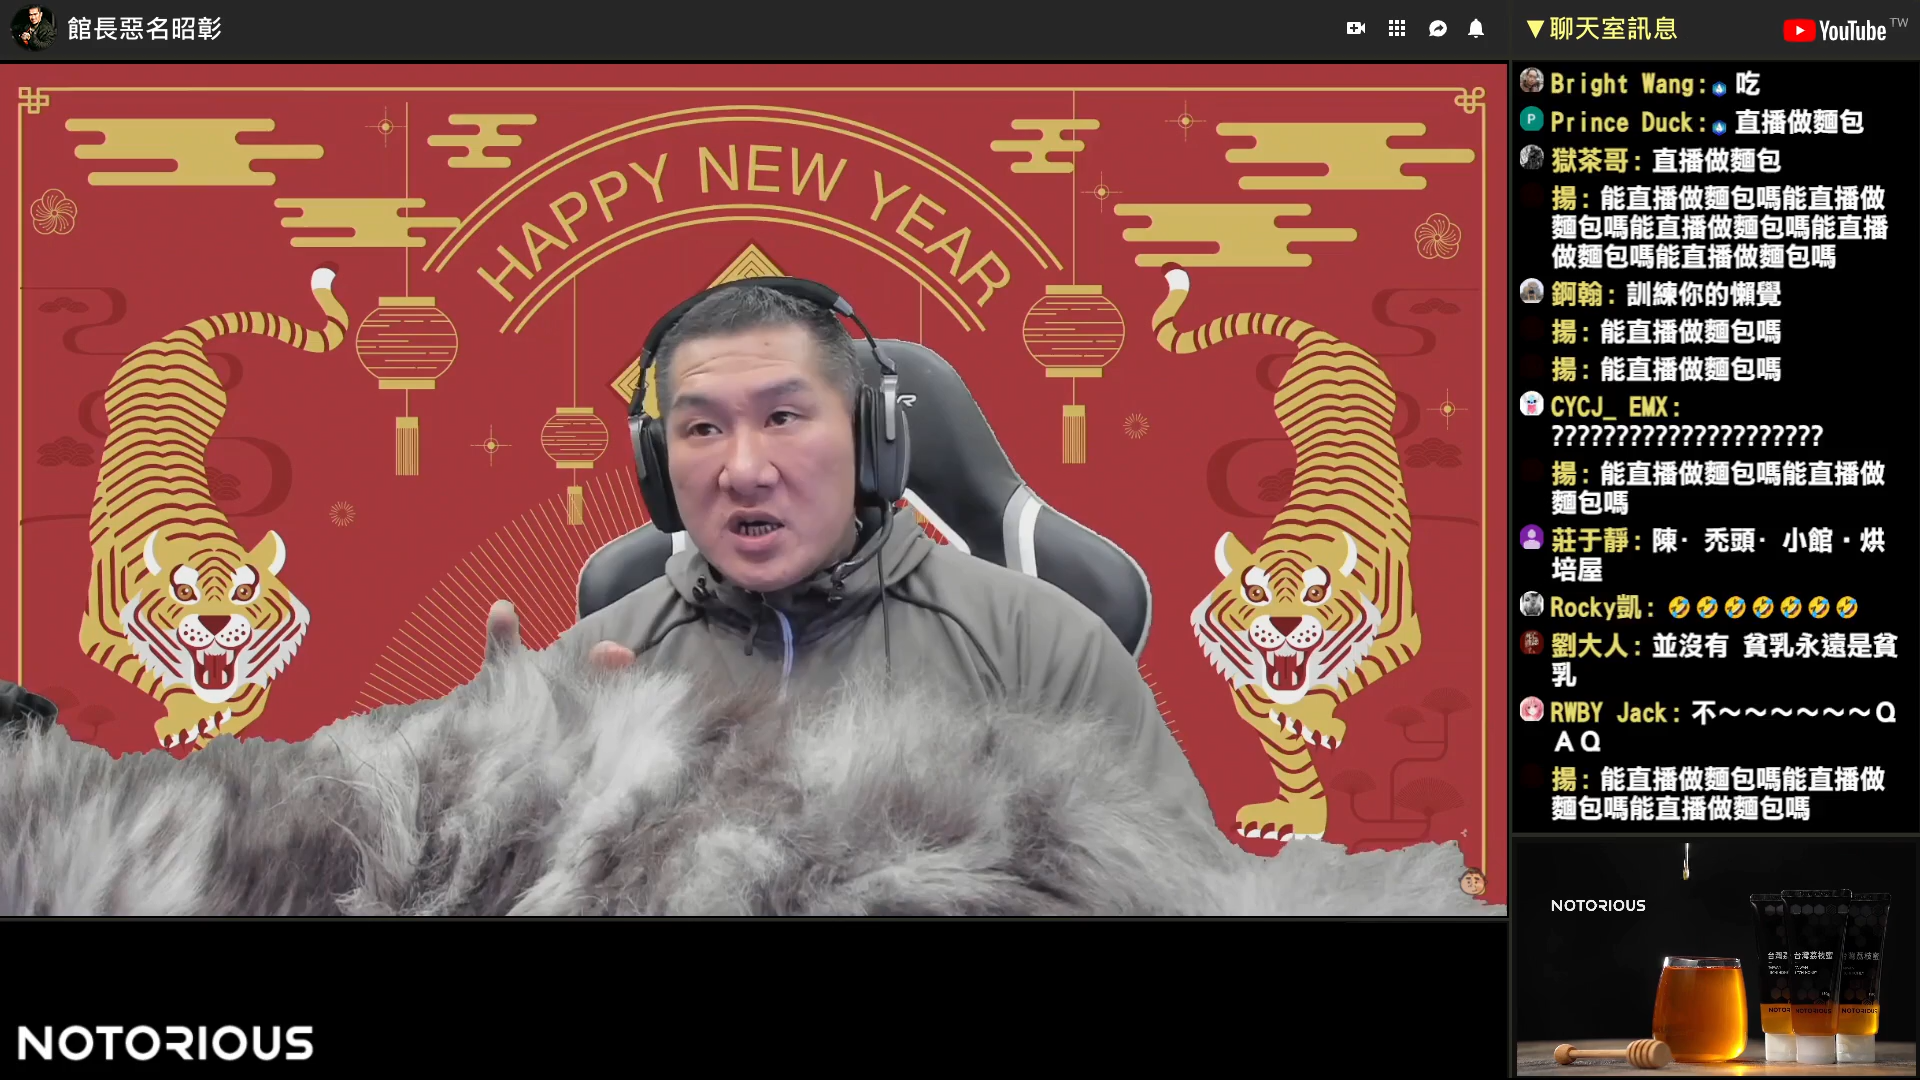 館長惡名昭彰
▼聊天室訊息
YouTube TW
HAPPY NEW YEAR
Bright Wang: 吃
Prince Duck: 直播做麵包
獄茶哥: 直播做麵包
揚: 能直播做麵包嗎能直播做
麵包嗎能直播做麵包嗎能直播
做麵包嗎能直播做麵包嗎
鋼翰: 訓練你的懶覺
揚: 能直播做麵包嗎
揚: 能直播做麵包嗎
CYCJ_ EMX:
?????????????????????
揚: 能直播做麵包嗎能直播做
麵包嗎
莊于靜: 陳· 禿頭· 小館·烘
培屋
Rocky凱: 🤣🤣🤣🤣🤣🤣🤣
劉大人: 並沒有 貧乳永遠是貧
乳
RWBY Jack: 不～～～～～～Ｑ
ＡＱ
揚: 能直播做麵包嗎能直播做
麵包嗎能直播做麵包嗎
NOTORIOUS
台灣荔枝蜜
NOTORIOUS
NOTORIOUS